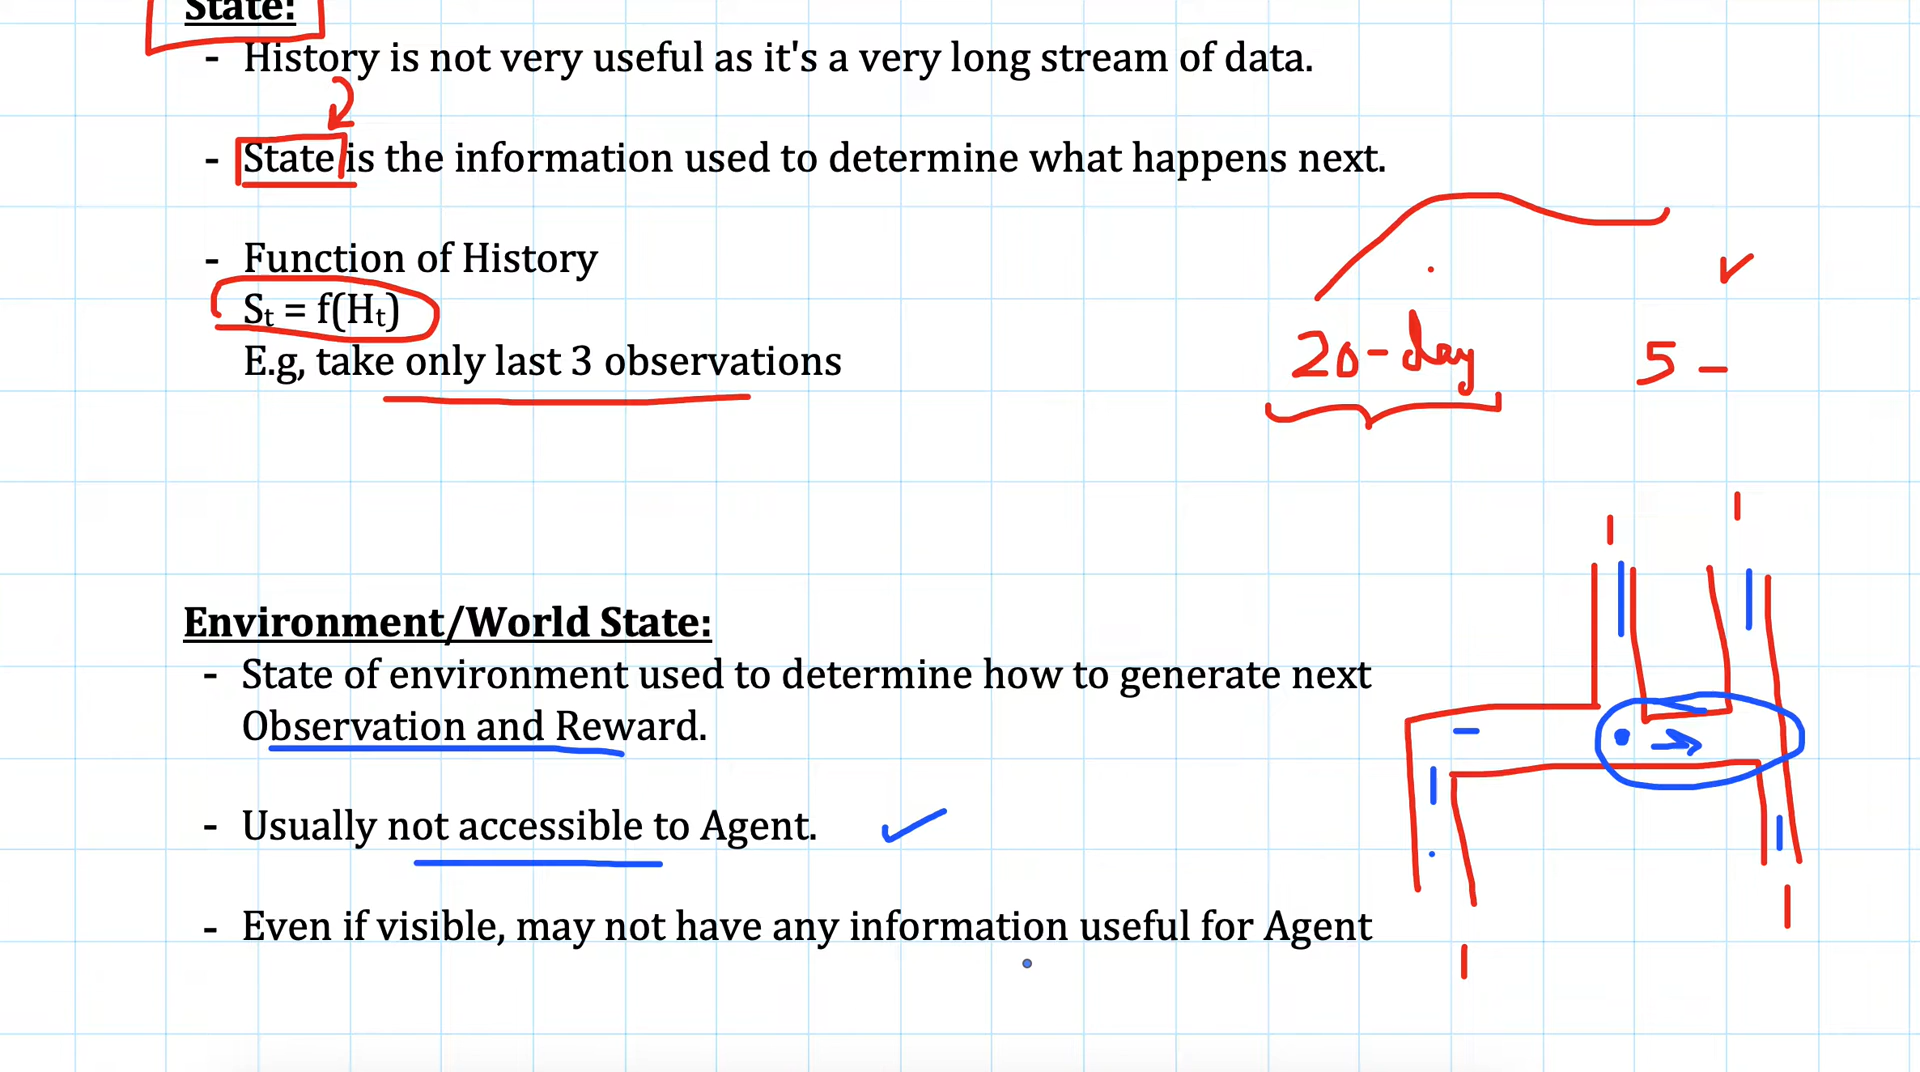 State:
- History is not very useful as it's a very long stream of data.
- State is the information used to determine what happens next.
- Function of History
Sₜ = f(Hₜ)
E.g, take only last 3 observations
20-day 5 -
Environment/World State:
- State of environment used to determine how to generate next
Observation and Reward.
- Usually not accessible to Agent.
- Even if visible, may not have any information useful for Agent